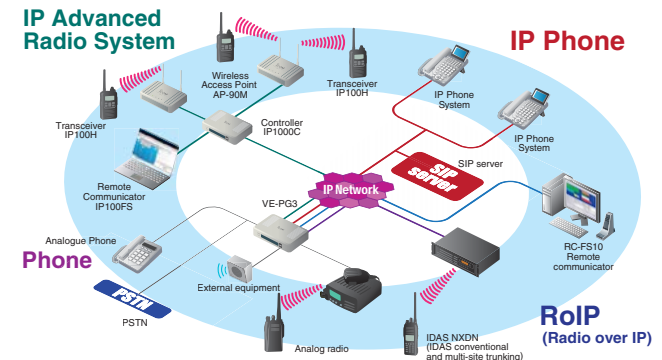 IP Advanced
Radio System
IP Phone
Wireless
Access Point
AP-90M
Transceiver
IP100H
IP Phone
System
Transceiver
IP100H
Controller
IP1000C
IP Phone
System
SIP server
SIP
server
Remote
Communicator
IP100FS
IP Network
VE-PG3
Analogue Phone
RC-FS10
Remote
communicator
Phone
External equipment
PSTN
PSTN
RoIP
(Radio over IP)
Analog radio
IDAS NXDN
(IDAS conventional
and multi-site trunking)